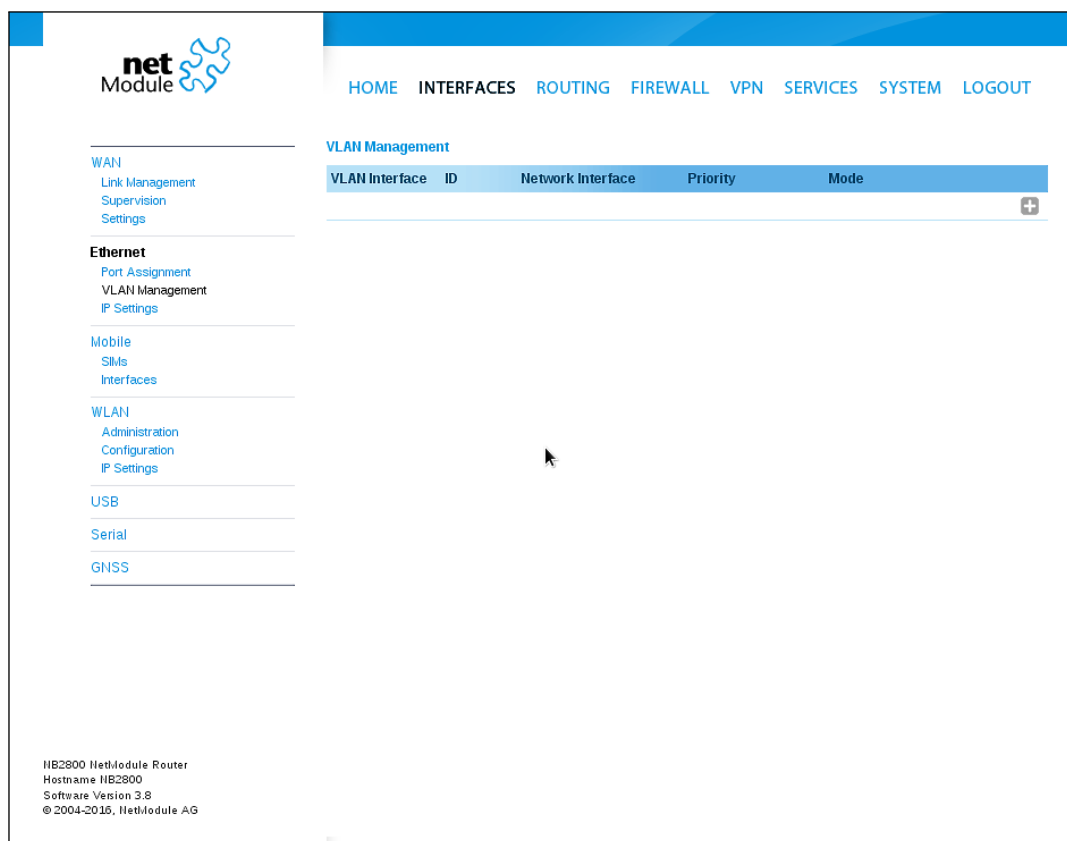 net
Module
HOME INTERFACES ROUTING FIREWALL VPN SERVICES SYSTEM LOGOUT
WAN
Link Management
Supervision
Settings
Ethernet
Port Assignment
VLAN Management
IP Settings
Mobile
SIMs
Interfaces
WLAN
Administration
Configuration
IP Settings
USB
Serial
GNSS
VLAN Management
VLAN Interface ID Network Interface Priority Mode
NB2800 NetModule Router
Hostname NB2800
Software Version 3.8
© 2004-2016, NetModule AG